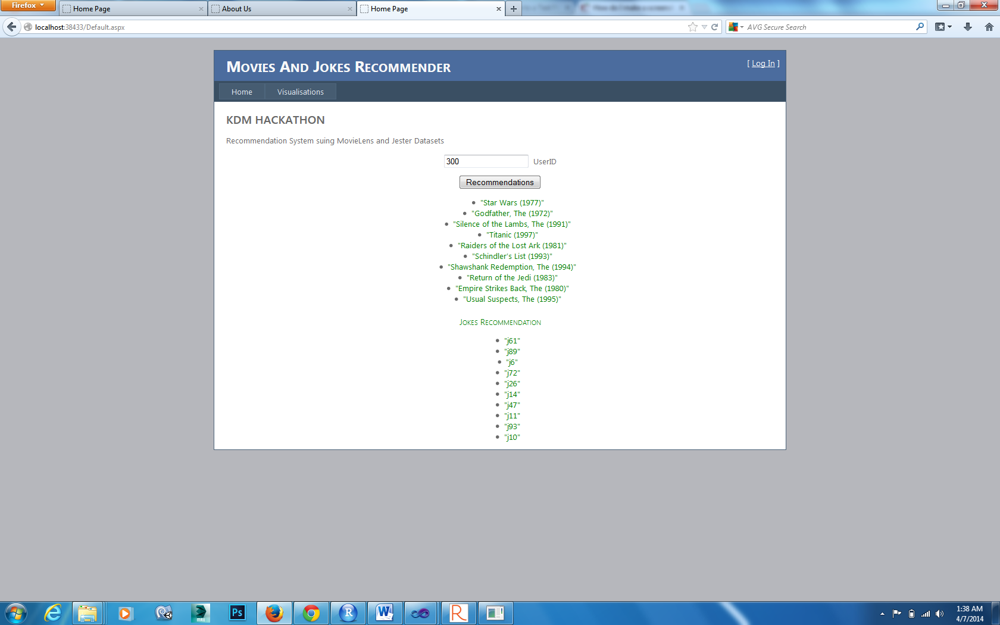 Firefox
Home Page
About Us
Home Page
localhost:38433/Default.aspx
AVG Secure Search
Movies And Jokes Recommender
[ Log In ]
Home
Visualisations
KDM HACKATHON
Recommendation System suing MovieLens and Jester Datasets
300 UserID
Recommendations
"Star Wars (1977)"
"Godfather, The (1972)"
"Silence of the Lambs, The (1991)"
"Titanic (1997)"
"Raiders of the Lost Ark (1981)"
"Schindler's List (1993)"
"Shawshank Redemption, The (1994)"
"Return of the Jedi (1983)"
"Empire Strikes Back, The (1980)"
"Usual Suspects, The (1995)"
Jokes Recommendation
"j61"
"j89"
"j6"
"j72"
"j26"
"j14"
"j47"
"j11"
"j93"
"j10"
MAX
Ps
R
W
R
1:38 AM
4/7/2014